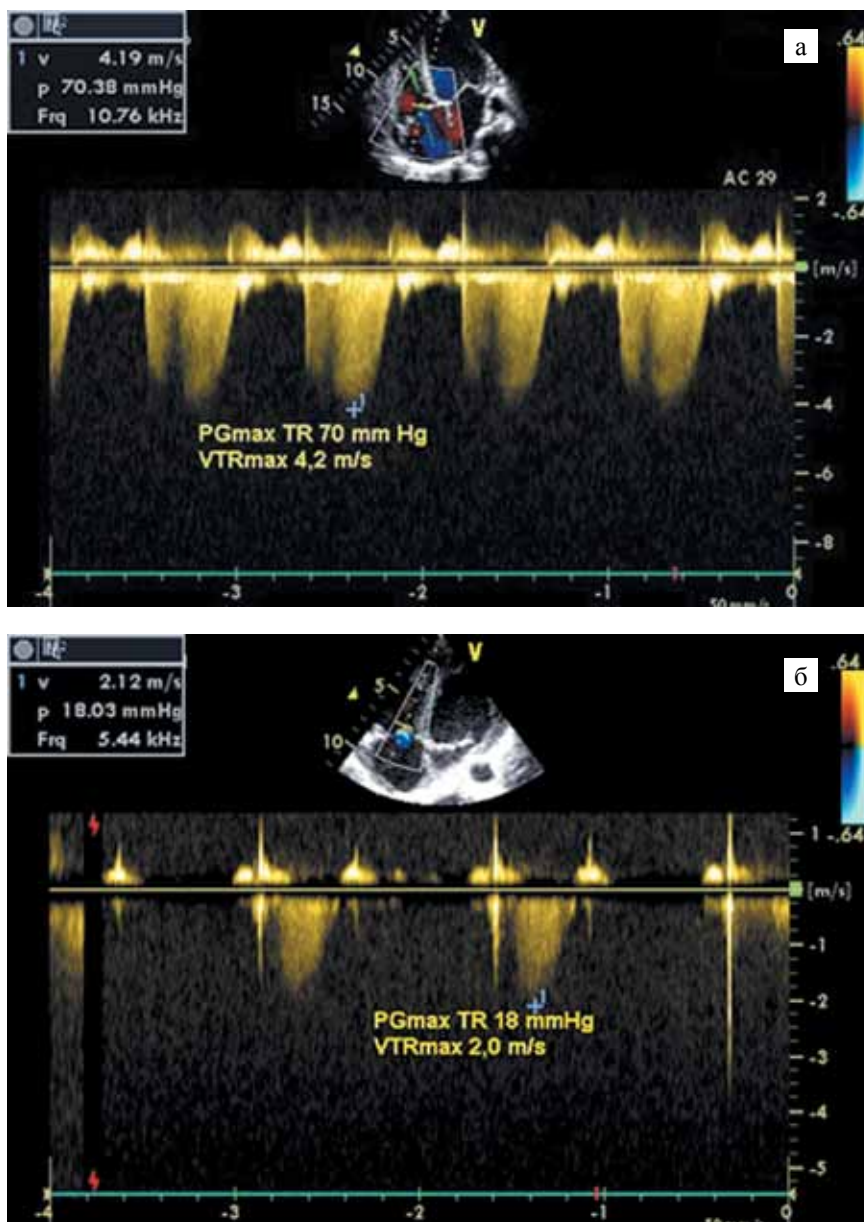 1 v 4.19 m/s
p 70.38 mmHg
Frq 10.76 kHz
V
5
10
15
а
.64
-.64
AC 29
2
[m/s]
-2
-4
-6
-8
1
PGmax TR 70 mm Hg
VTRmax 4,2 m/s
-4
-3
-2
-1
0
1 v 2.12 m/s
p 18.03 mmHg
Frq 5.44 kHz
V
5
10
б
.64
-.64
1
[m/s]
-1
-2
-3
-4
-5
1
PGmax TR 18 mmHg
VTRmax 2,0 m/s
-4
-3
-2
-1
0